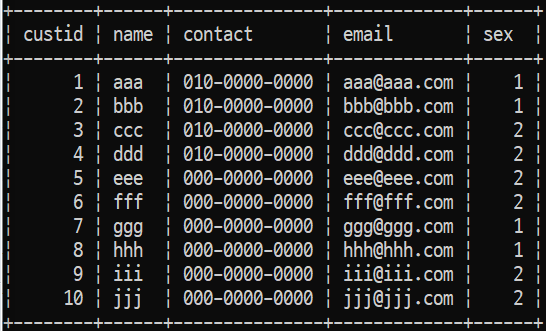 custid name contact email sex
1 aaa 010-0000-0000 aaa@aaa.com 1
2 bbb 010-0000-0000 bbb@bbb.com 1
3 ccc 010-0000-0000 ccc@ccc.com 2
4 ddd 010-0000-0000 ddd@ddd.com 2
5 eee 000-0000-0000 eee@eee.com 2
6 fff 000-0000-0000 fff@fff.com 2
7 ggg 000-0000-0000 ggg@ggg.com 1
8 hhh 000-0000-0000 hhh@hhh.com 1
9 iii 000-0000-0000 iii@iii.com 2
10 jjj 000-0000-0000 jjj@jjj.com 2